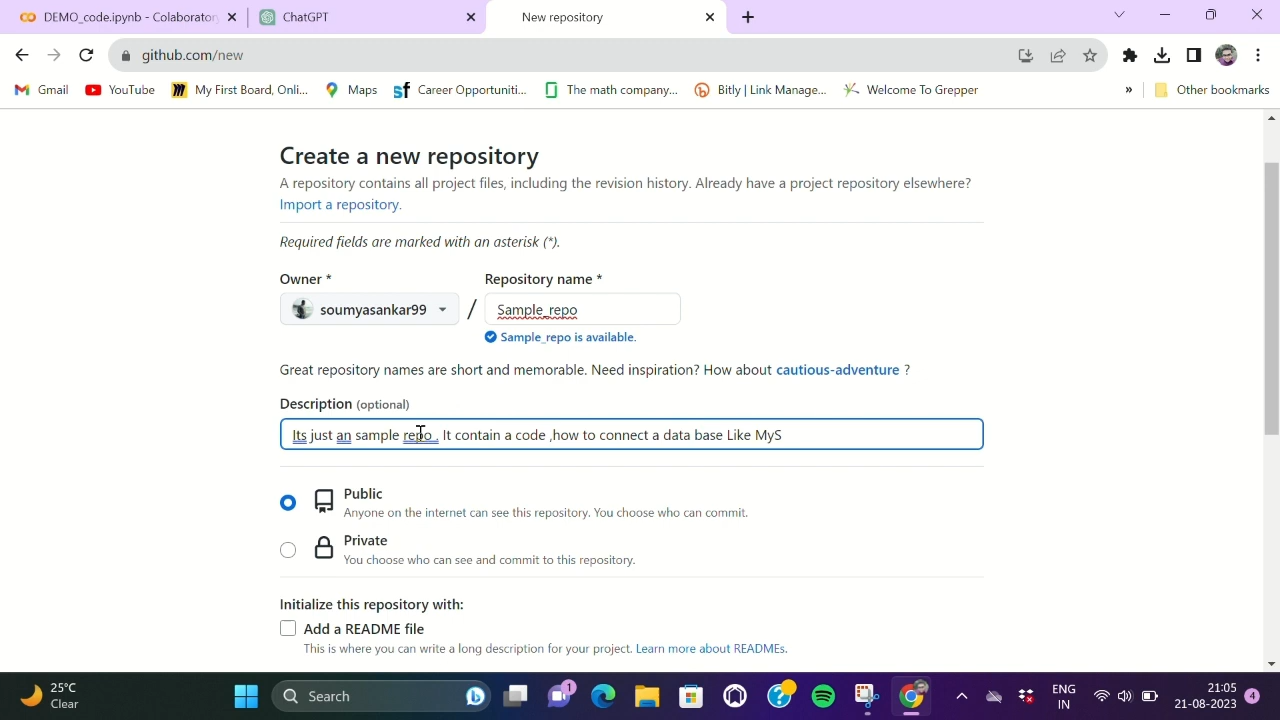 DEMO_code.ipynb - Colaborator
ChatGPT
New repository
github.com/new
Gmail
YouTube
My First Board, Onli...
Maps
Career Opportuniti...
The math company...
Bitly | Link Manage...
Welcome To Grepper
»
Other bookmarks
Create a new repository
A repository contains all project files, including the revision history. Already have a project repository elsewhere?
Import a repository.
Required fields are marked with an asterisk (*).
Owner *
Repository name *
soumyasankar99
/
Sample_repo
Sample_repo is available.
Great repository names are short and memorable. Need inspiration? How about cautious-adventure ?
Description (optional)
Its just an sample repo . It contain a code ,how to connect a data base Like MyS
Public
Anyone on the internet can see this repository. You choose who can commit.
Private
You choose who can see and commit to this repository.
Initialize this repository with:
Add a README file
This is where you can write a long description for your project. Learn more about READMEs.
25°C
Clear
Search
1
ENG
IN
21:05
21-08-2023
4